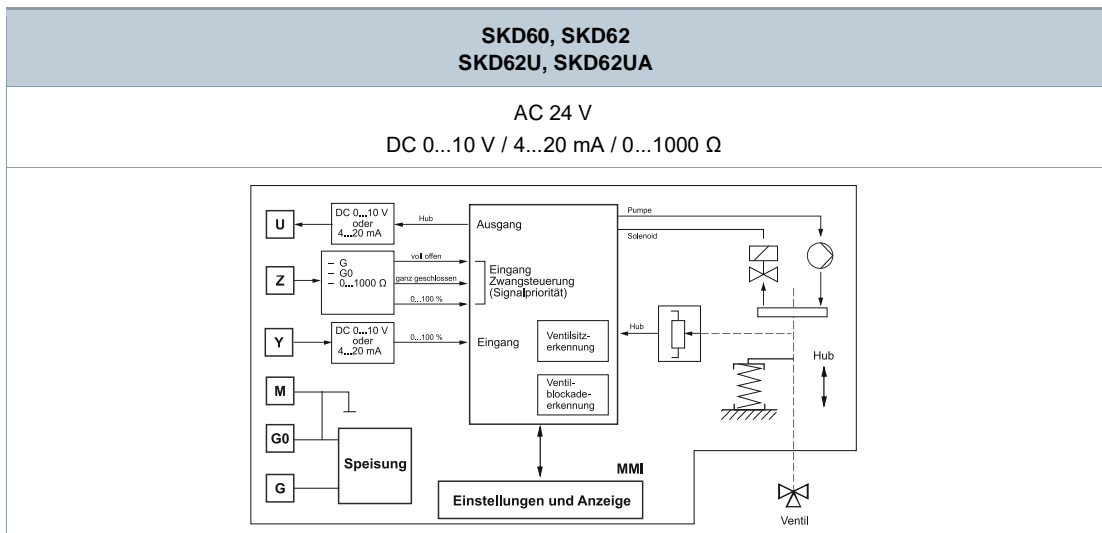 SKD60, SKD62
SKD62U, SKD62UA
AC 24 V
DC 0...10 V / 4...20 mA / 0...1000 Ω
U
DC 0...10 V
oder
4...20 mA
Hub
Ausgang
Pumpe
Solenoid
Z
– G
– G0
– 0...1000 Ω
voll offen
ganz geschlossen
0...100 %
Eingang
Zwangsteuerung
(Signalpriorität)
Y
DC 0...10 V
oder
4...20 mA
0...100 %
Eingang
Ventilsitz-
erkennung
Hub
Hub
Ventil-
blockade-
erkennung
M
G0
G
Speisung
MMI
Einstellungen und Anzeige
Ventil